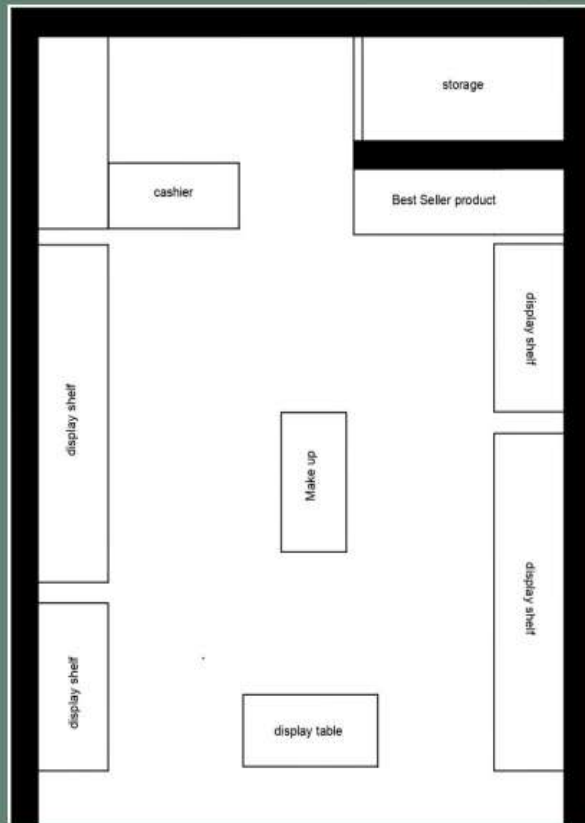 storage
cashier
Best Seller product
display shelf
display shelf
Make up
display shelf
display shelf
display table